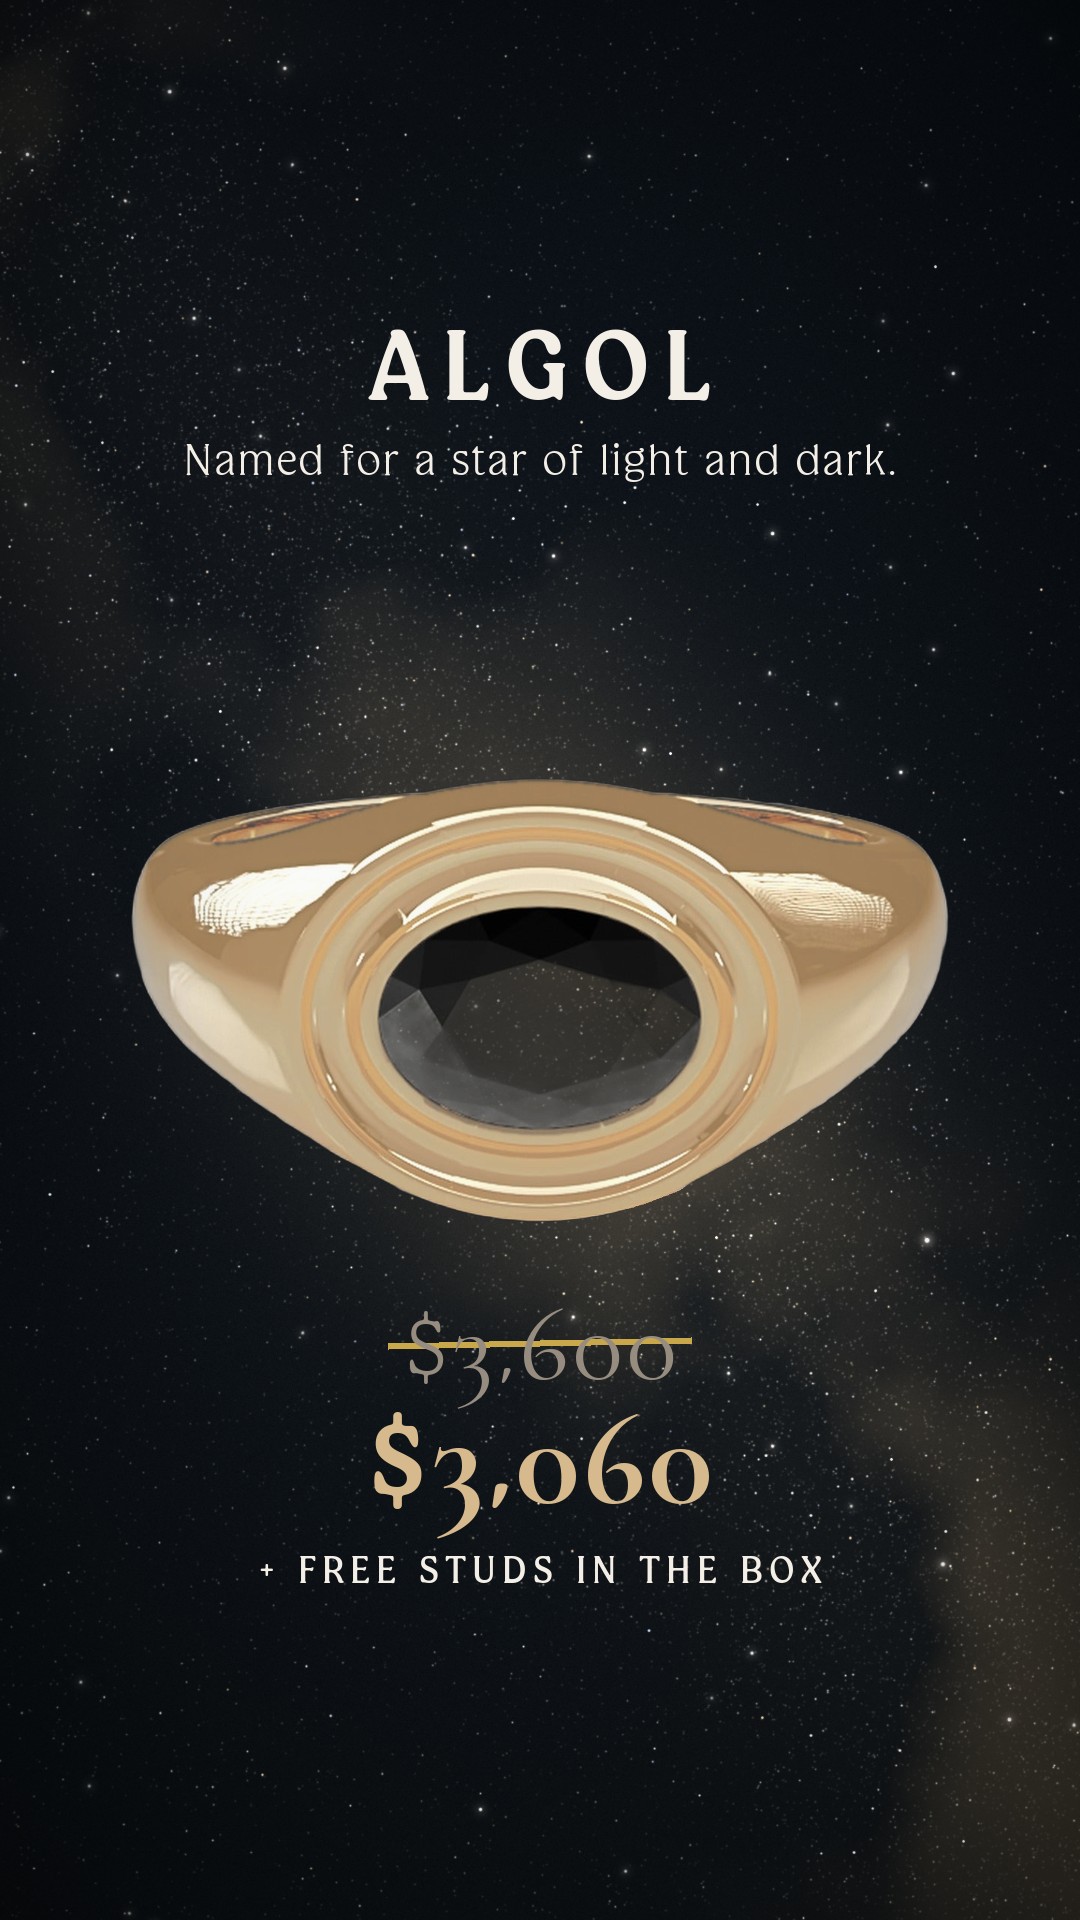 ALGOL
Named for a star of light and dark.
$3,600
$3,060
+ FREE STUDS IN THE BOX